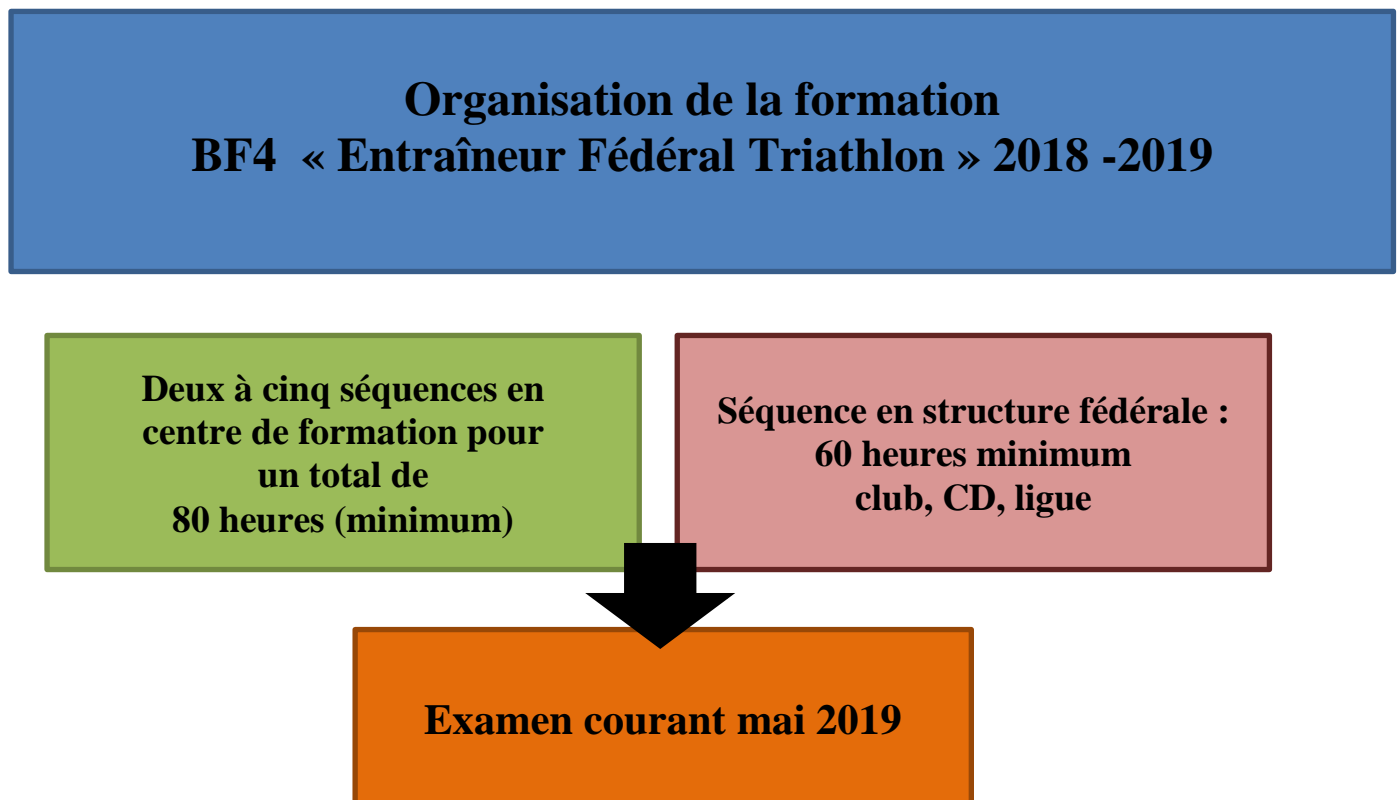 Organisation de la formation
BF4 « Entraîneur Fédéral Triathlon » 2018 -2019
Deux à cinq séquences en
centre de formation pour
un total de
80 heures (minimum)
Séquence en structure fédérale :
60 heures minimum
club, CD, ligue
Examen courant mai 2019